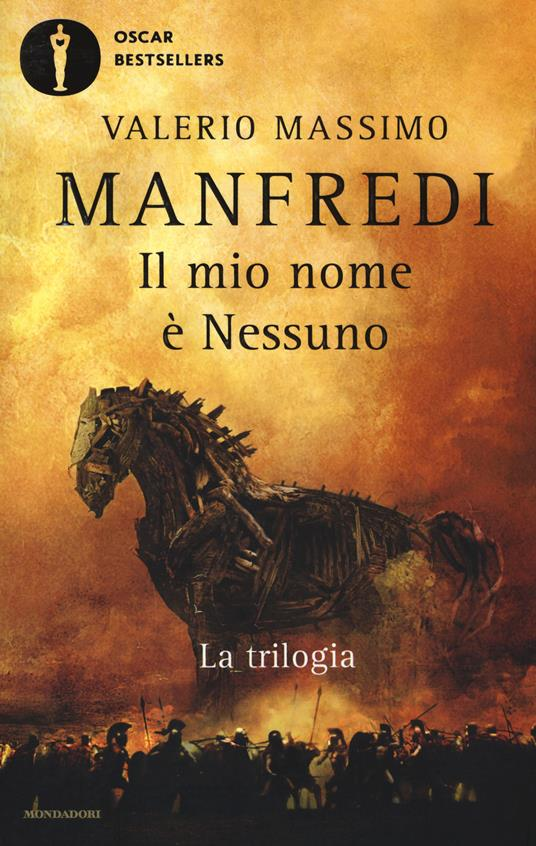 OSCAR
BESTSELLERS
VALERIO MASSIMO
MANFREDI
Il mio nome
è Nessuno
La trilogia
MONDADORI